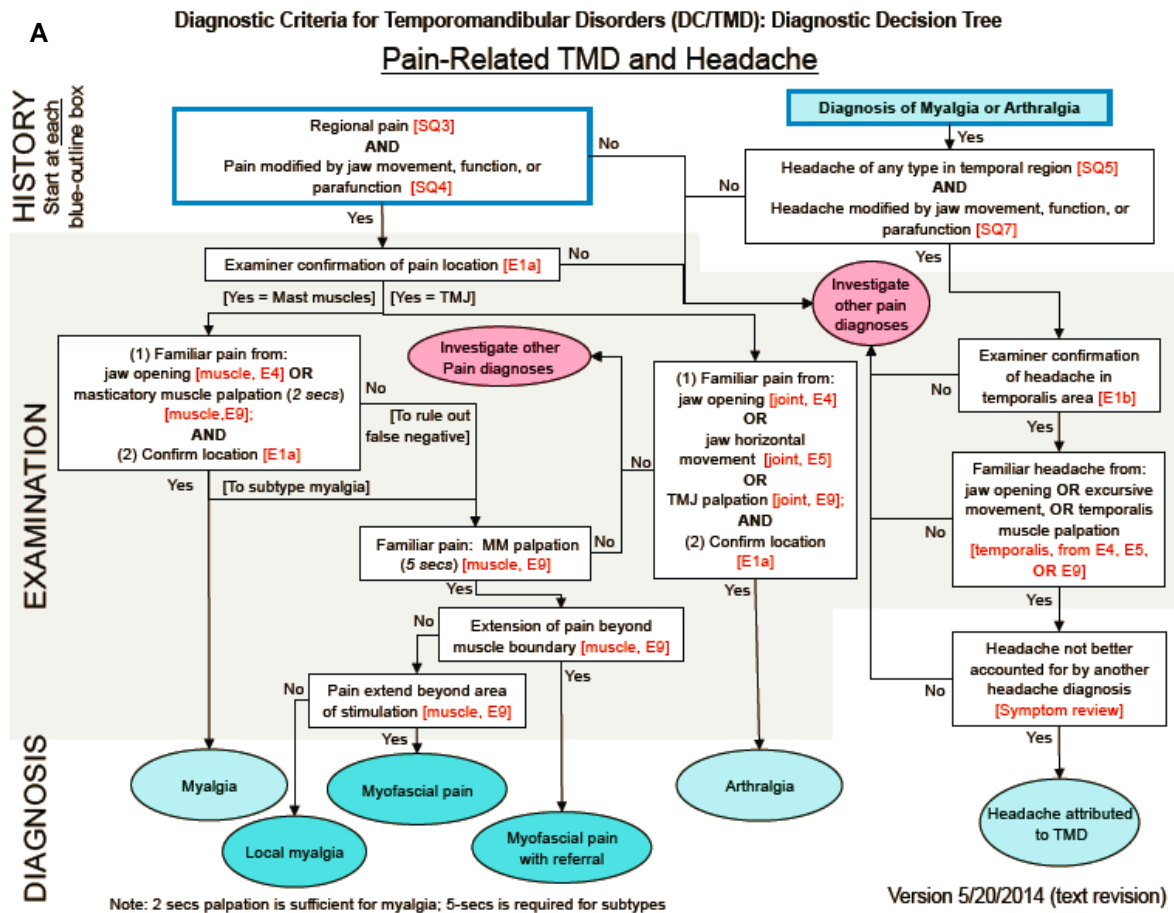 Diagnostic Criteria for Temporomandibular Disorders (DC/TMD): Diagnostic Decision Tree
A
Pain-Related TMD and Headache
HISTORY
Start at each
blue-outline box
Regional pain [SQ3]
AND
Pain modified by jaw movement, function, or
parafunction [SQ4]
No
Yes
Diagnosis of Myalgia or Arthralgia
Yes
Headache of any type in temporal region [SQ5]
AND
Headache modified by jaw movement, function, or
parafunction [SQ7]
No
Yes
EXAMINATION
Examiner confirmation of pain location [E1a]
No
[Yes = Mast muscles]
[Yes = TMJ]
Investigate
other pain
diagnoses
(1) Familiar pain from:
jaw opening [muscle, E4] OR
masticatory muscle palpation (2 secs)
[muscle,E9];
AND
(2) Confirm location [E1a]
No
[To rule out
false negative]
Yes
[To subtype myalgia]
Investigate other
Pain diagnoses
(1) Familiar pain from:
jaw opening [joint, E4]
OR
jaw horizontal
movement [joint, E5]
OR
TMJ palpation [joint, E9];
AND
(2) Confirm location
[E1a]
No
Yes
Examiner confirmation
of headache in
temporalis area [E1b]
No
Yes
Familiar headache from:
jaw opening OR excursive
movement, OR temporalis
muscle palpation
[temporalis, from E4, E5,
OR E9]
No
Yes
Familiar pain: MM palpation
(5 secs) [muscle, E9]
No
Yes
Extension of pain beyond
muscle boundary [muscle, E9]
No
Yes
Pain extend beyond area
of stimulation [muscle, E9]
No
Yes
Headache not better
accounted for by another
headache diagnosis
[Symptom review]
No
Yes
DIAGNOSIS
Myalgia
Local myalgia
Myofascial pain
Myofascial pain
with referral
Arthralgia
Headache attributed
to TMD
Note: 2 secs palpation is sufficient for myalgia; 5-secs is required for subtypes
Version 5/20/2014 (text revision)